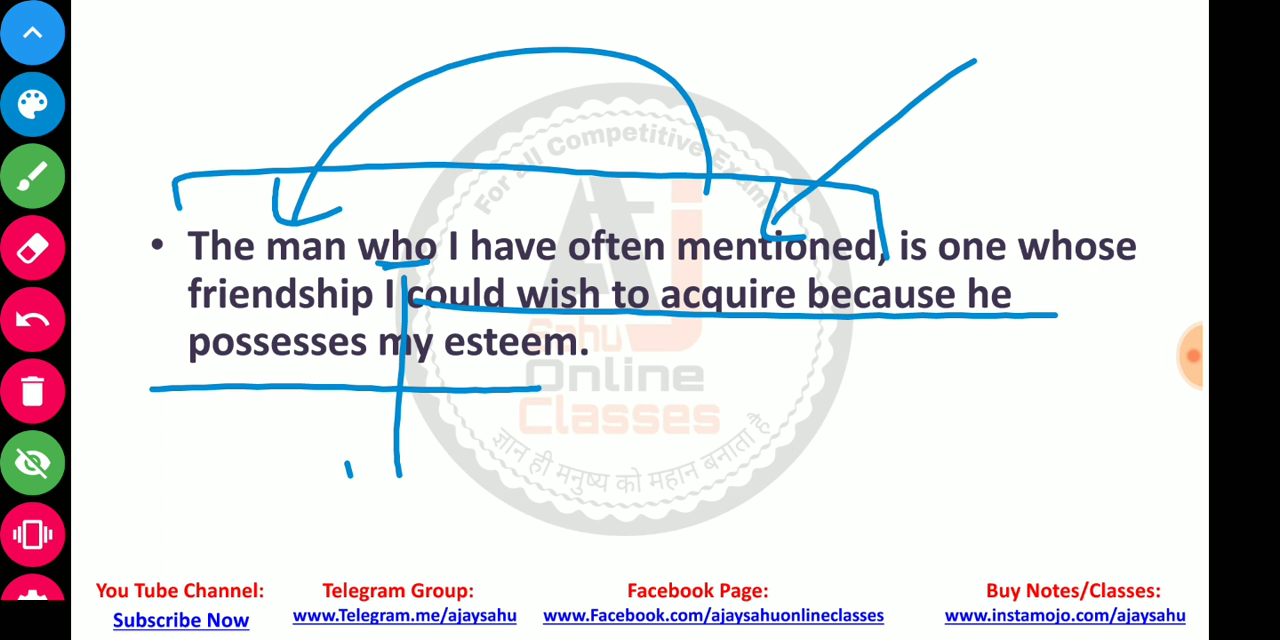 For all Competitive Exam
• The man who I have often mentioned, is one whose
friendship I could wish to acquire because he
possesses my esteem.
Sahu
Online
Classes
ज्ञान ही मनुष्य को महान बनाता है
You Tube Channel: Telegram Group: Facebook Page: Buy Notes/Classes:
Subscribe Now www.Telegram.me/ajaysahu www.Facebook.com/ajaysahuonlineclasses www.instamojo.com/ajaysahu